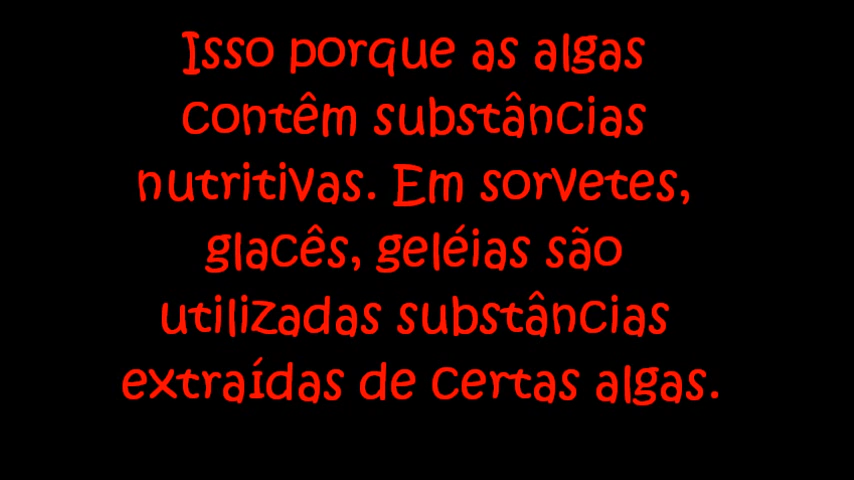 Isso porque as algas
contêm substâncias
nutritivas. Em sorvetes,
glacês, geléias são
utilizadas substâncias
extraídas de certas algas.